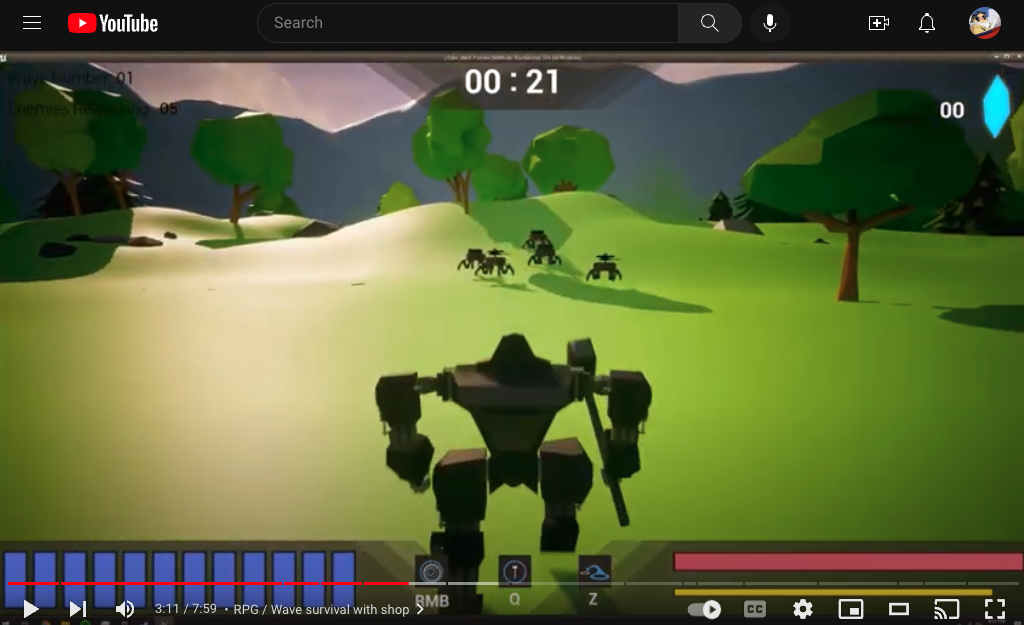 YouTube
Search
Wave Number 01
00 : 21
Enemies Remaining 05
00
RMB
Q
Z
3:11 / 7:59 • RPG / Wave survival with shop
CC